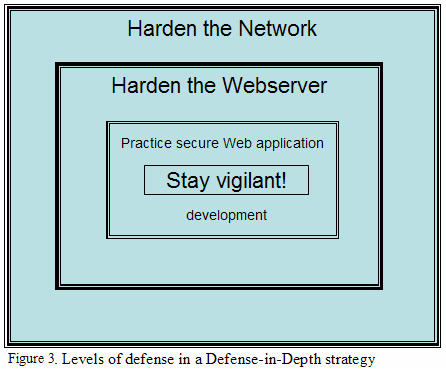 Harden the Network
Harden the Webserver
Practice secure Web application
Stay vigilant!
development
Figure 3. Levels of defense in a Defense-in-Depth strategy